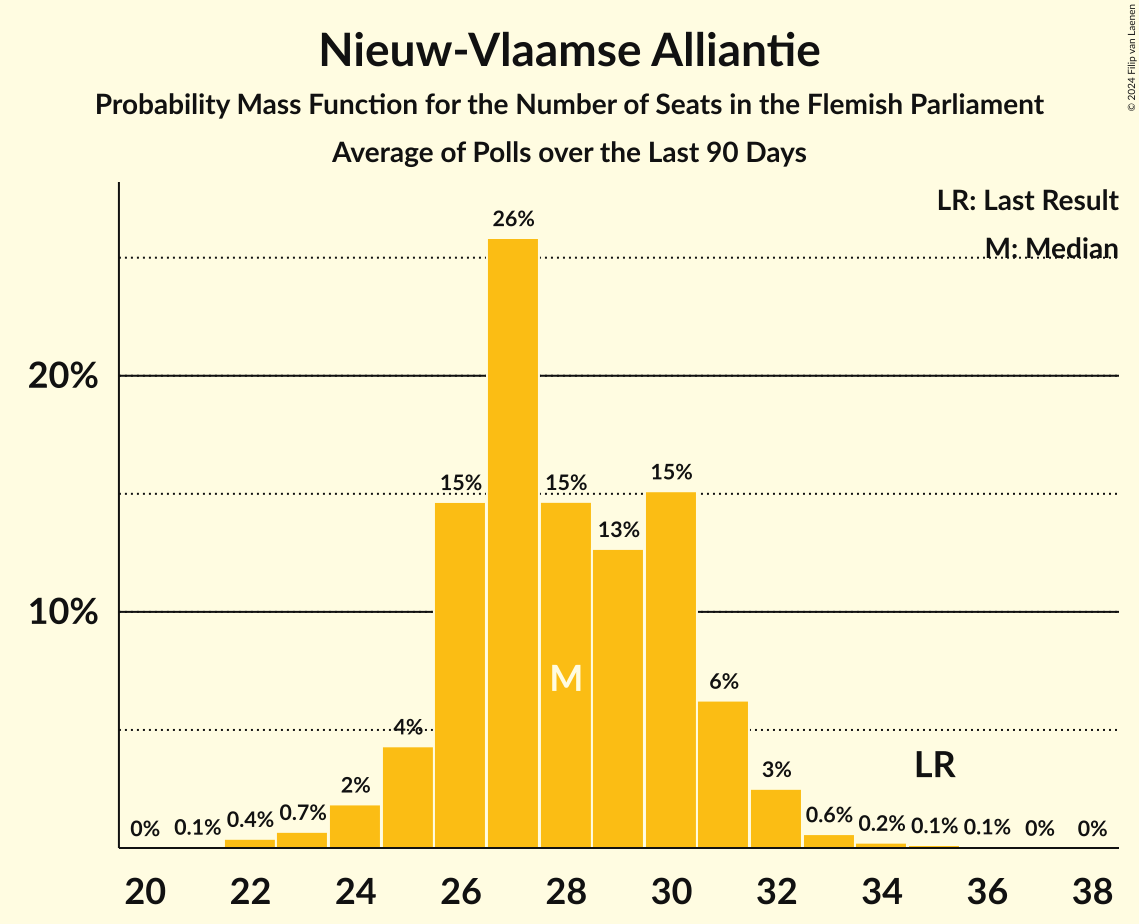 Nieuw-Vlaamse Alliantie
Probability Mass Function for the Number of Seats in the Flemish Parliament
Average of Polls over the Last 90 Days
© 2024 Filip van Laenen
LR: Last Result
M: Median
20%
10%
0%
0.1%
0.4%
0.7%
2%
4%
15%
26%
15%
13%
15%
6%
3%
0.6%
0.2%
0.1%
0.1%
0%
0%
M
LR
20 22 24 26 28 30 32 34 36 38